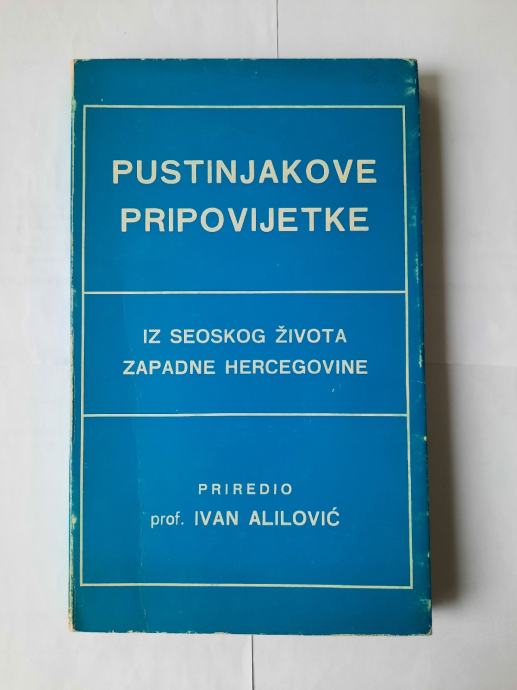 PUSTINJAKOVE
PRIPOVIJETKE
IZ SEOSKOG ŽIVOTA
ZAPADNE HERCEGOVINE
PRIREDIO
prof. IVAN ALILOVIĆ